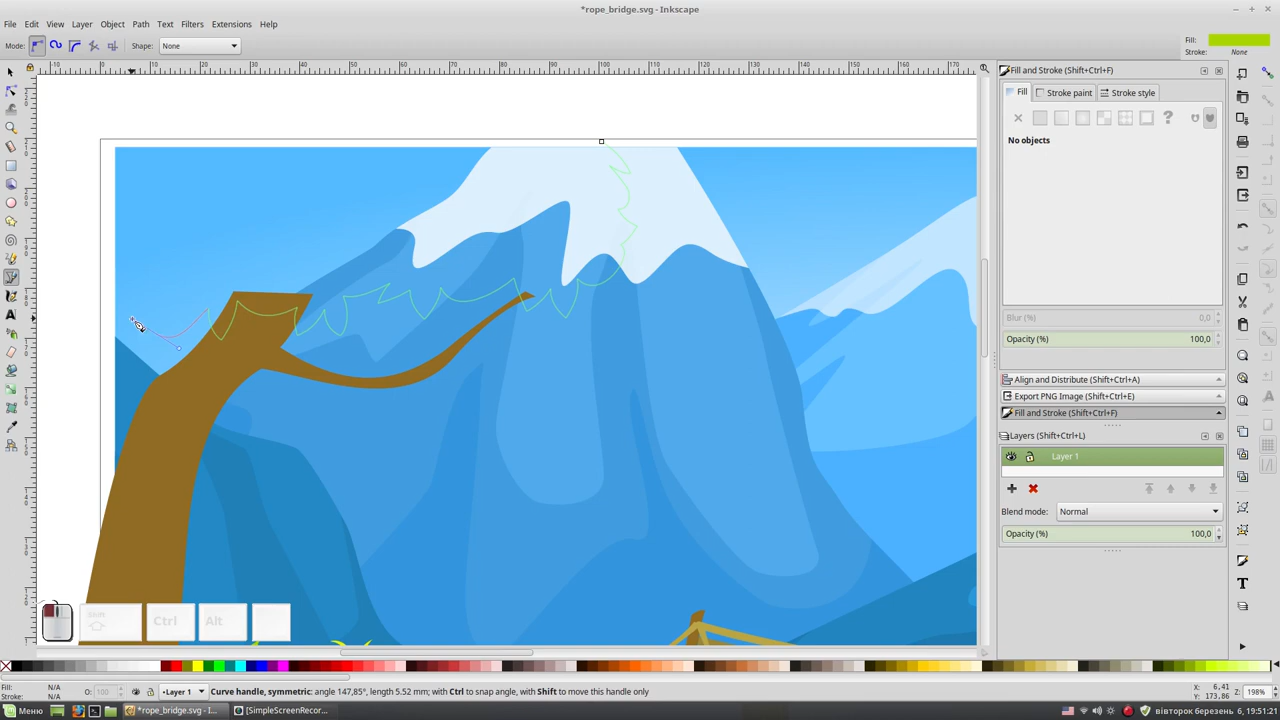 *rope_bridge.svg - Inkscape
File Edit View Layer Object Path Text Filters Extensions Help
Mode: Shape: None
Fill:
Stroke: None
Fill and Stroke (Shift+Ctrl+F)
Fill Stroke paint Stroke style
No objects
Blur (%) 0,0
Opacity (%) 100,0
Align and Distribute (Shift+Ctrl+A)
Export PNG Image (Shift+Ctrl+E)
Fill and Stroke (Shift+Ctrl+F)
Layers (Shift+Ctrl+L)
Layer 1
Blend mode: Normal
Opacity (%) 100,0
Shift
Ctrl
Alt
Fill: N/A
Stroke: N/A
O: 100
•Layer 1
Curve handle, symmetric: angle 147,85°, length 5.52 mm; with Ctrl to snap angle, with Shift to move this handle only
X: 6,41
Y: 173,86
Z: 198%
Меню
*rope_bridge.svg - I...
[SimpleScreenRecor...
вівторок березень 6, 19:51:21